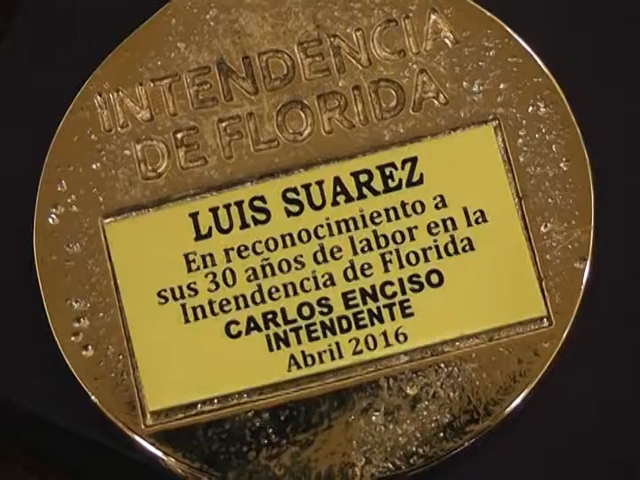 INTENDENCIA
DE FLORIDA
LUIS SUAREZ
En reconocimiento a
sus 30 años de labor en la
Intendencia de Florida
CARLOS ENCISO
INTENDENTE
Abril 2016